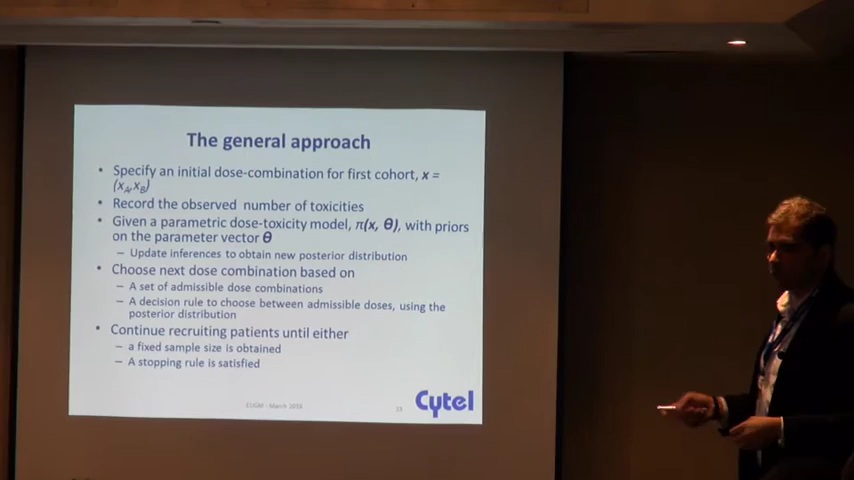 The general approach
• Specify an initial dose-combination for first cohort, x =
(xA,xB)
• Record the observed number of toxicities
• Given a parametric dose-toxicity model, π(x, Θ), with priors
on the parameter vector Θ
– Update inferences to obtain new posterior distribution
• Choose next dose combination based on
– A set of admissible dose combinations
– A decision rule to choose between admissible doses, using the
posterior distribution
• Continue recruiting patients until either
– a fixed sample size is obtained
– A stopping rule is satisfied
Cytel